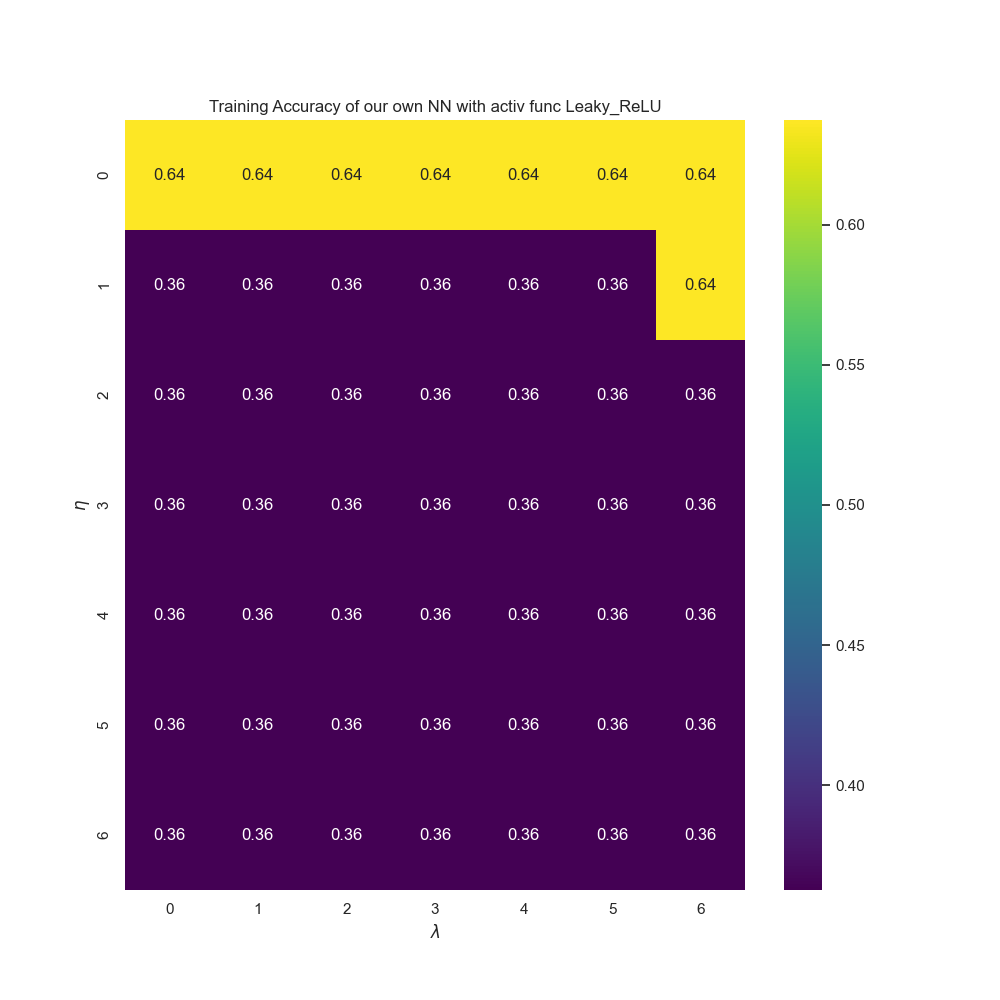 Training Accuracy of our own NN with activ func Leaky_ReLU
0 0.64 0.64 0.64 0.64 0.64 0.64 0.64
1 0.36 0.36 0.36 0.36 0.36 0.36 0.64
2 0.36 0.36 0.36 0.36 0.36 0.36 0.36
η
3 0.36 0.36 0.36 0.36 0.36 0.36 0.36
4 0.36 0.36 0.36 0.36 0.36 0.36 0.36
5 0.36 0.36 0.36 0.36 0.36 0.36 0.36
6 0.36 0.36 0.36 0.36 0.36 0.36 0.36
0 1 2 3 4 5 6
λ
0.60
0.55
0.50
0.45
0.40